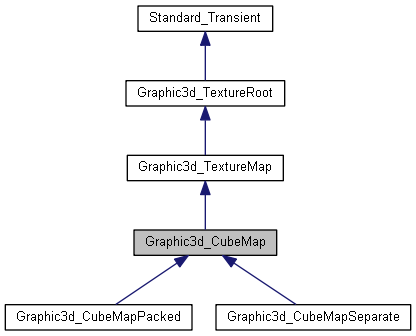 Standard_Transient
Graphic3d_TextureRoot
Graphic3d_TextureMap
Graphic3d_CubeMap
Graphic3d_CubeMapPacked
Graphic3d_CubeMapSeparate